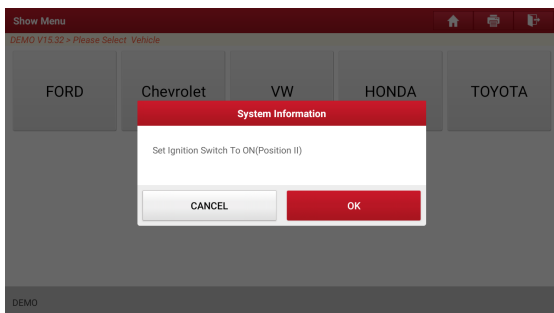 Show Menu
DEMO V15.32 > Please Select Vehicle
FORD
Chevrolet
VW
HONDA
TOYOTA
System Information
Set Ignition Switch To ON(Position II)
CANCEL
OK
DEMO